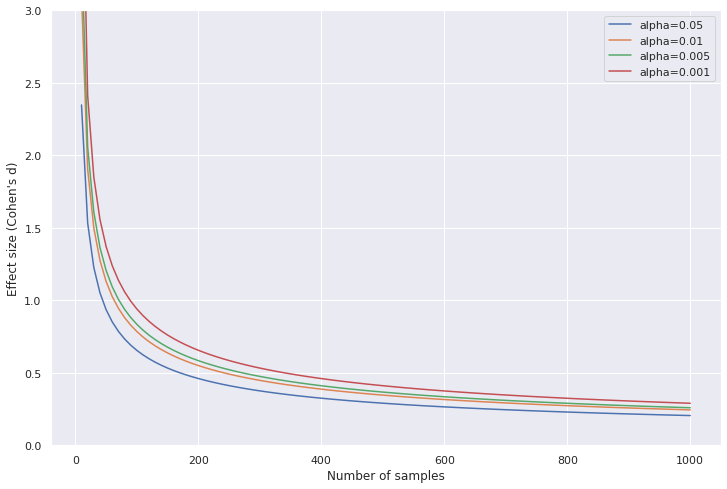 3.0
2.5
2.0
1.5
1.0
0.5
0.0
Effect size (Cohen's d)
alpha=0.05
alpha=0.01
alpha=0.005
alpha=0.001
0
200
400
600
800
1000
Number of samples